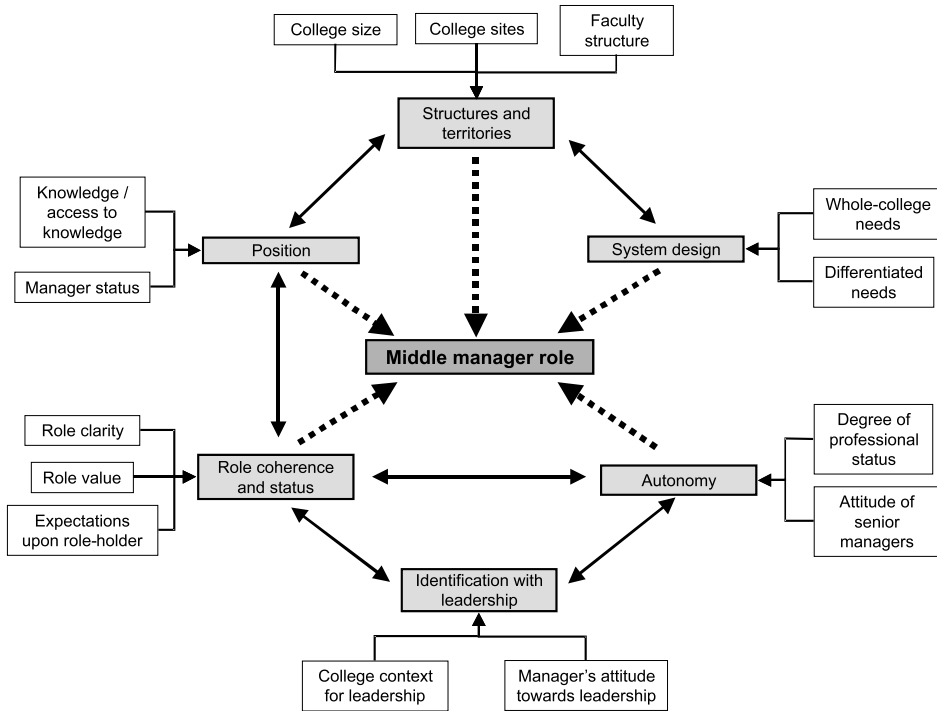 College size
College sites
Faculty
structure
Structures and
territories
Knowledge /
access to
knowledge
Manager status
Position
System design
Whole-college
needs
Differentiated
needs
Middle manager role
Role clarity
Role value
Expectations
upon role-holder
Role coherence
and status
Autonomy
Degree of
professional
status
Attitude of
senior
managers
Identification with
leadership
College context
for leadership
Manager’s attitude
towards leadership